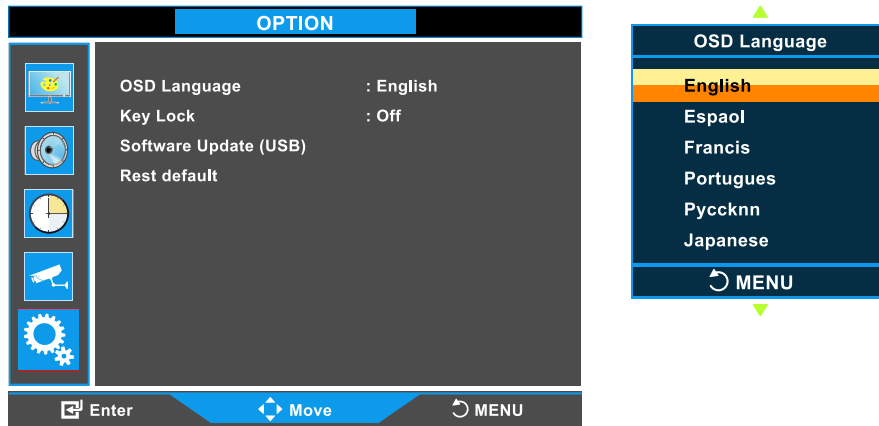 OPTION
OSD Language : English
Key Lock : Off
Software Update (USB)
Rest default
Enter Move MENU
OSD Language
English
Espaol
Francis
Portugues
Pyccknn
Japanese
MENU